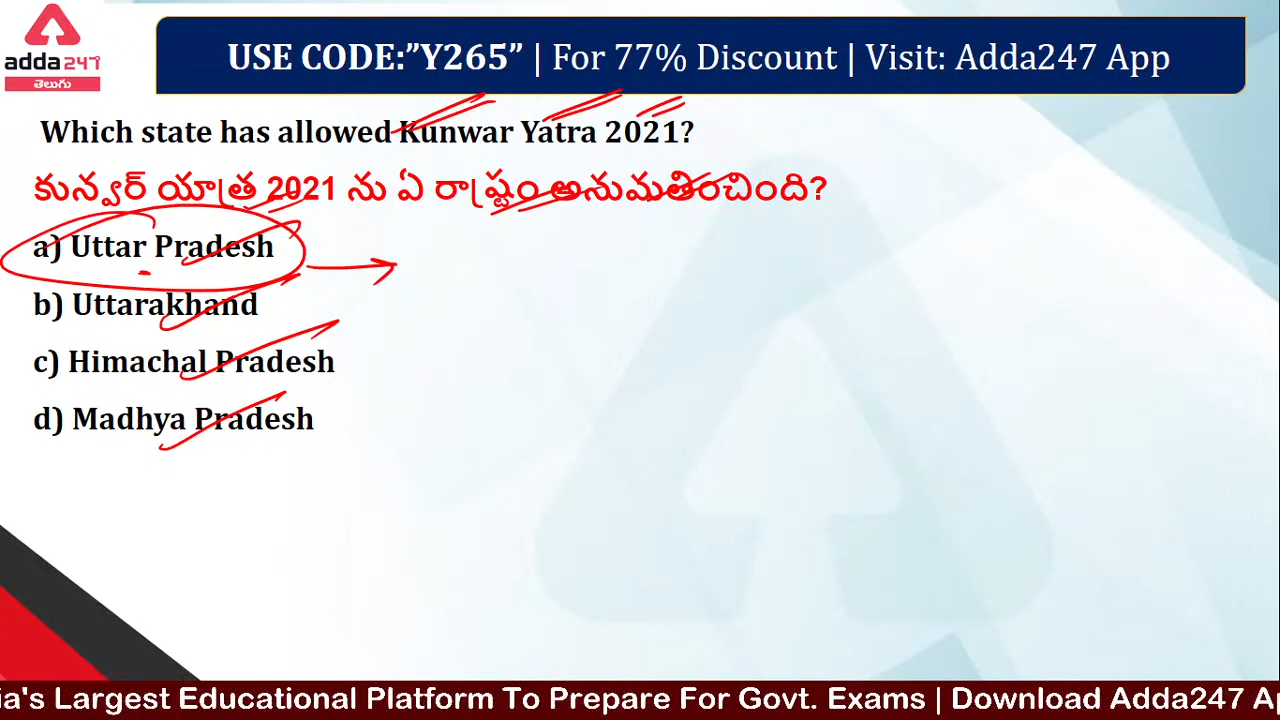 adda247
తెలుగు
USE CODE:”Y265” | For 77% Discount | Visit: Adda247 App
Which state has allowed Kunwar Yatra 2021?
కున్వర్ యాత్ర 2021 ను ఏ రాష్ట్రం అనుమతించింది?
a) Uttar Pradesh
b) Uttarakhand
c) Himachal Pradesh
d) Madhya Pradesh
ia's Largest Educational Platform To Prepare For Govt. Exams | Download Adda247 Ap